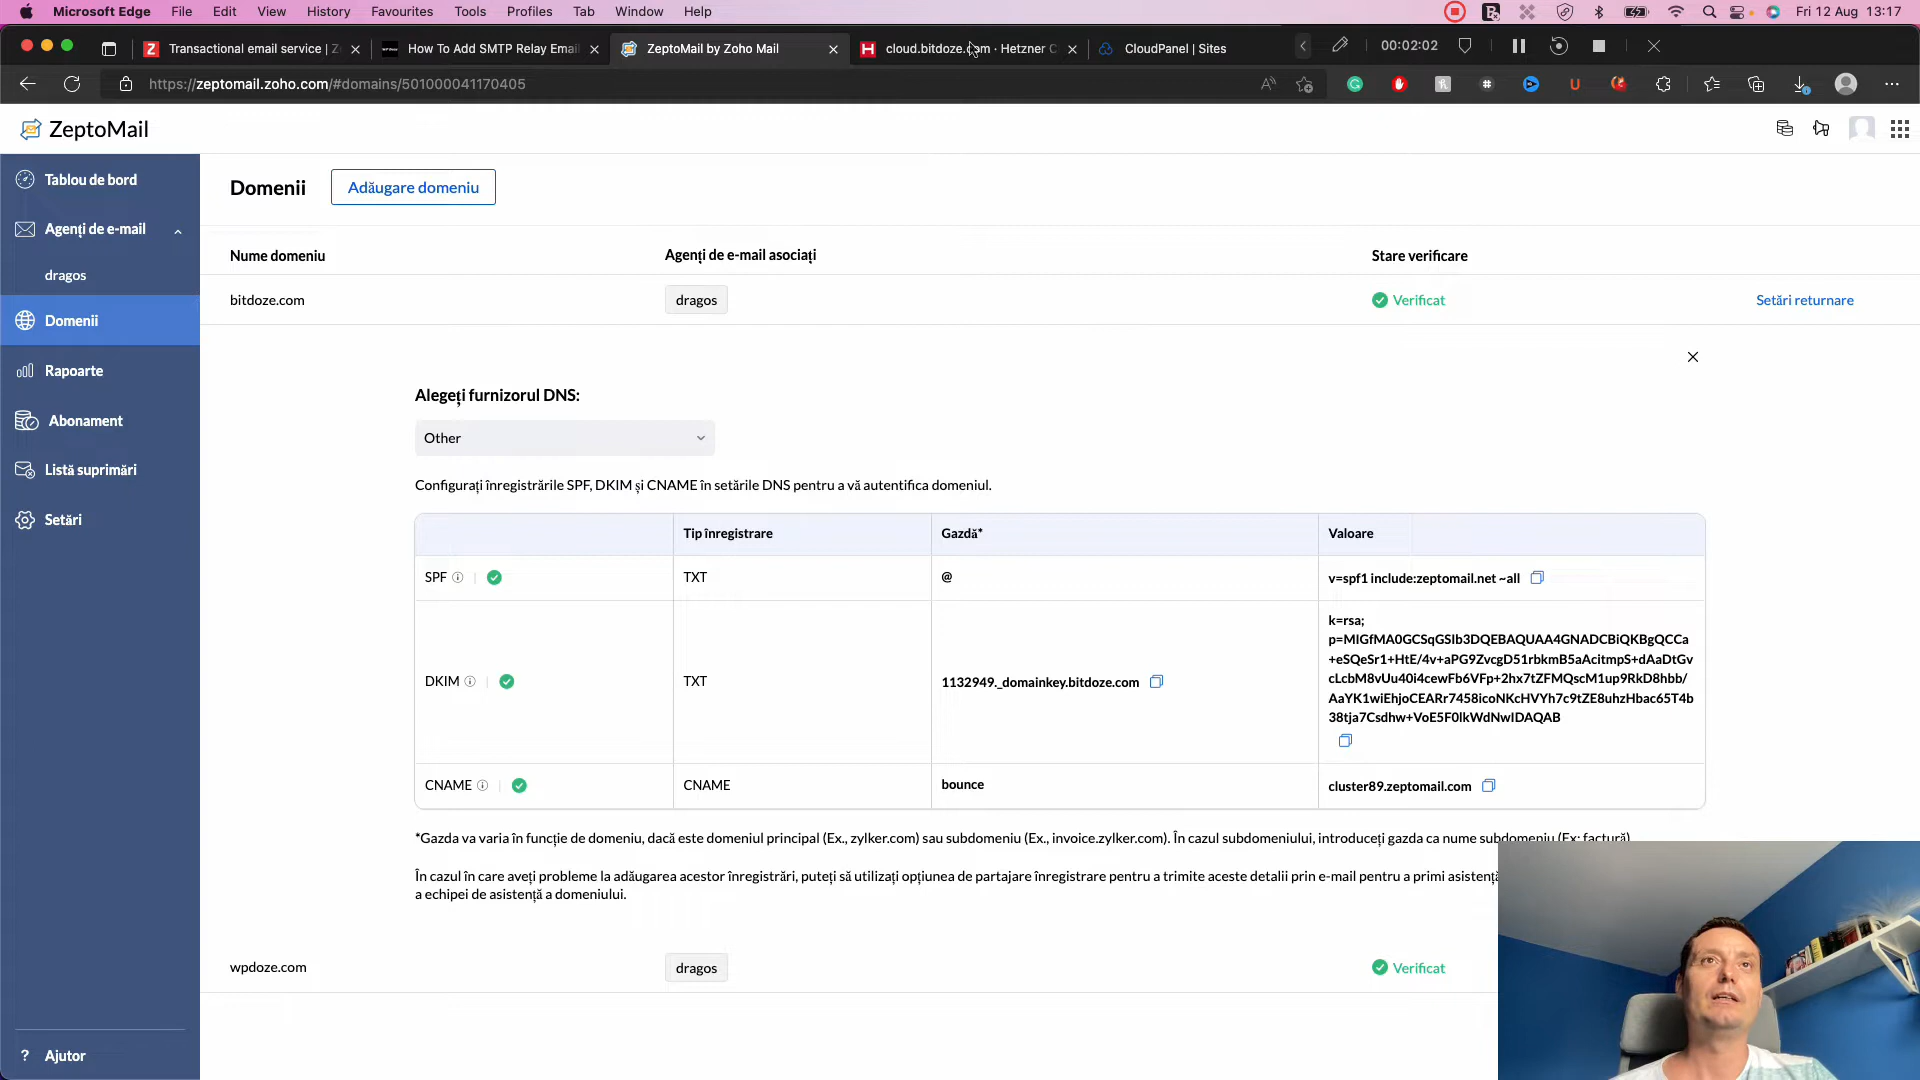 Microsoft Edge File Edit View History Favourites Tools Profiles Tab Window Help Fri 12 Aug 13:17
Transactional email service | Z
How To Add SMTP Relay Email
ZeptoMail by Zoho Mail
cloud.bitdoze.com · Hetzner C
CloudPanel | Sites
00:02:02
https://zeptomail.zoho.com/#domains/501000041170405
ZeptoMail
Tablou de bord
Agenți de e-mail
dragos
Domenii
Rapoarte
Abonament
Listă suprimări
Setări
? Ajutor
Domenii
Adăugare domeniu
Nume domeniu Agenți de e-mail asociați Stare verificare
bitdoze.com dragos Verificat Setări returnare
Alegeți furnizorul DNS:
Other
Configurați înregistrările SPF, DKIM și CNAME în setările DNS pentru a vă autentifica domeniul.
Tip înregistrare Gazdă* Valoare
SPF TXT @ v=spf1 include:zeptomail.net ~all
DKIM TXT 1132949._domainkey.bitdoze.com
k=rsa;
p=MIGfMA0GCSqGSIb3DQEBAQUAA4GNADCBiQKBgQCCa
+eSQeSr1+HtE/4v+aPG9ZvcgD51rbkmB5aAcitmpS+dAaDtGv
cLcbM8vUu40i4cewFb6VFp+2hx7tZFMQscM1up9RkD8hbb/
AaYK1wiEhjoCEARr7458icoNKcHVYh7c9tZE8uhzHbac65T4b
38tja7Csdhw+VoE5F0lkWdNwIDAQAB
CNAME CNAME bounce cluster89.zeptomail.com
*Gazda va varia în funcție de domeniu, dacă este domeniul principal (Ex., zylker.com) sau subdomeniu (Ex., invoice.zylker.com). În cazul subdomeniului, introduceți gazda ca nume subdomeniu (Ex: factură)
În cazul în care aveți probleme la adăugarea acestor înregistrări, puteți să utilizați opțiunea de partajare înregistrare pentru a trimite aceste detalii prin e-mail pentru a primi asistență
a echipei de asistență a domeniului.
wpdoze.com dragos Verificat